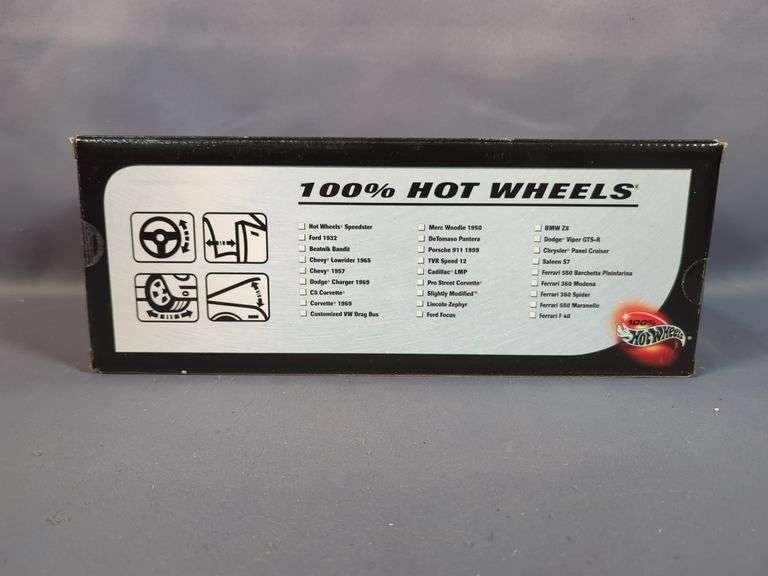 100% HOT WHEELS®
Hot Wheels® Speedster
Ford 1932
Beatnik Bandit
Chevy® Lowrider 1965
Chevy® 1957
Dodge® Charger 1969
C5 Corvette®
Corvette® 1969
Customized VW Drag Bus
Merc Woodie 1950
DeTomaso Pantera
Porsche 911 1999
TVR Speed 12
Cadillac® LMP
Pro Street Corvette®
Slightly Modified™
Lincoln Zephyr
Ford Focus
BMW Z8
Dodge® Viper GTS-R
Chrysler® Panel Cruiser
Saleen S7
Ferrari 550 Barchetta Pininfarina
Ferrari 360 Modena
Ferrari 360 Spider
Ferrari 550 Maranello
Ferrari F 40
100%
HOT WHEELS